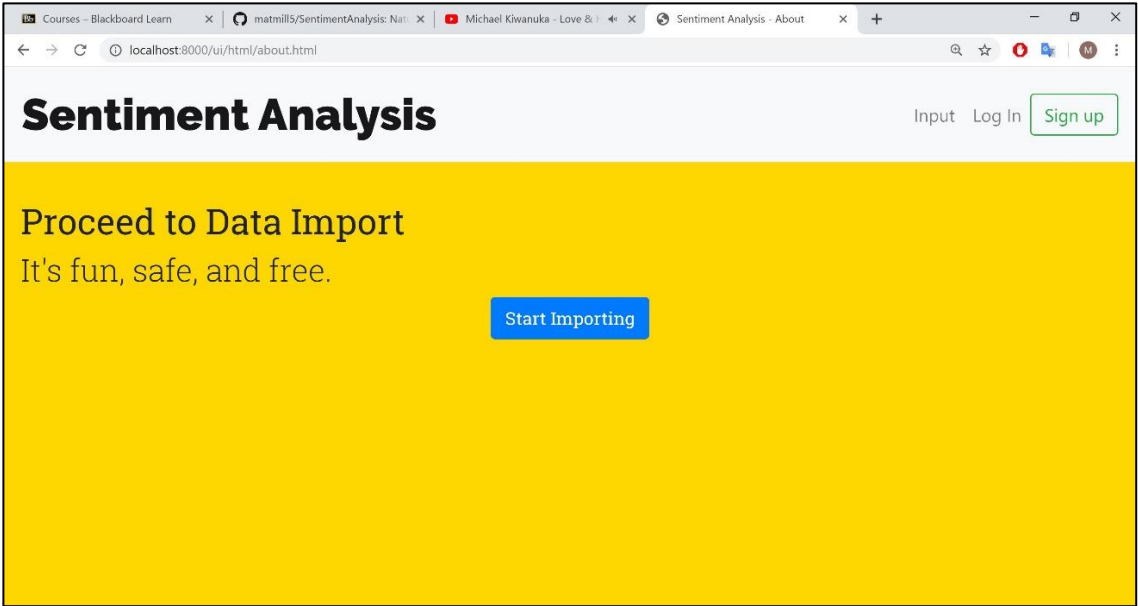 Courses – Blackboard Learn
matmill5/SentimentAnalysis: Natu
Michael Kiwanuka - Love &
Sentiment Analysis - About
localhost:8000/ui/html/about.html
M
Sentiment Analysis
Input Log In Sign up
Proceed to Data Import
It's fun, safe, and free.
Start Importing